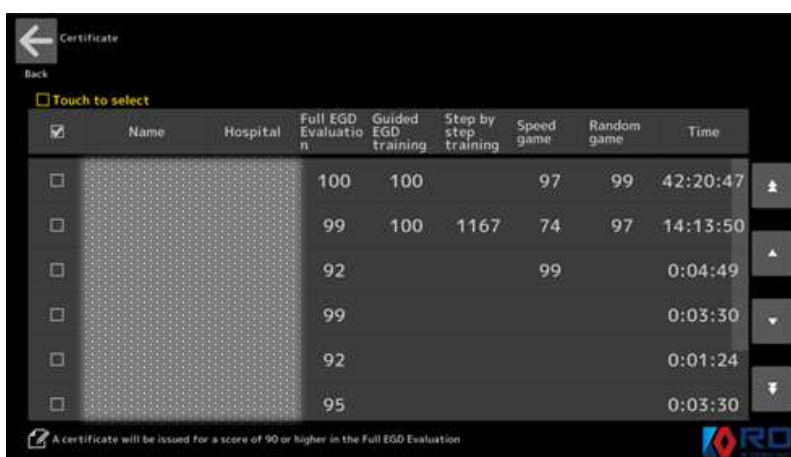 Certificate
Back
Touch to select
Name Hospital Full EGD Evaluation Guided EGD training Step by step training Speed game Random game Time
100 100 97 99 42:20:47
99 100 1167 74 97 14:13:50
92 99 0:04:49
99 0:03:30
92 0:01:24
95 0:03:30
A certificate will be issued for a score of 90 or higher in the Full EGD Evaluation